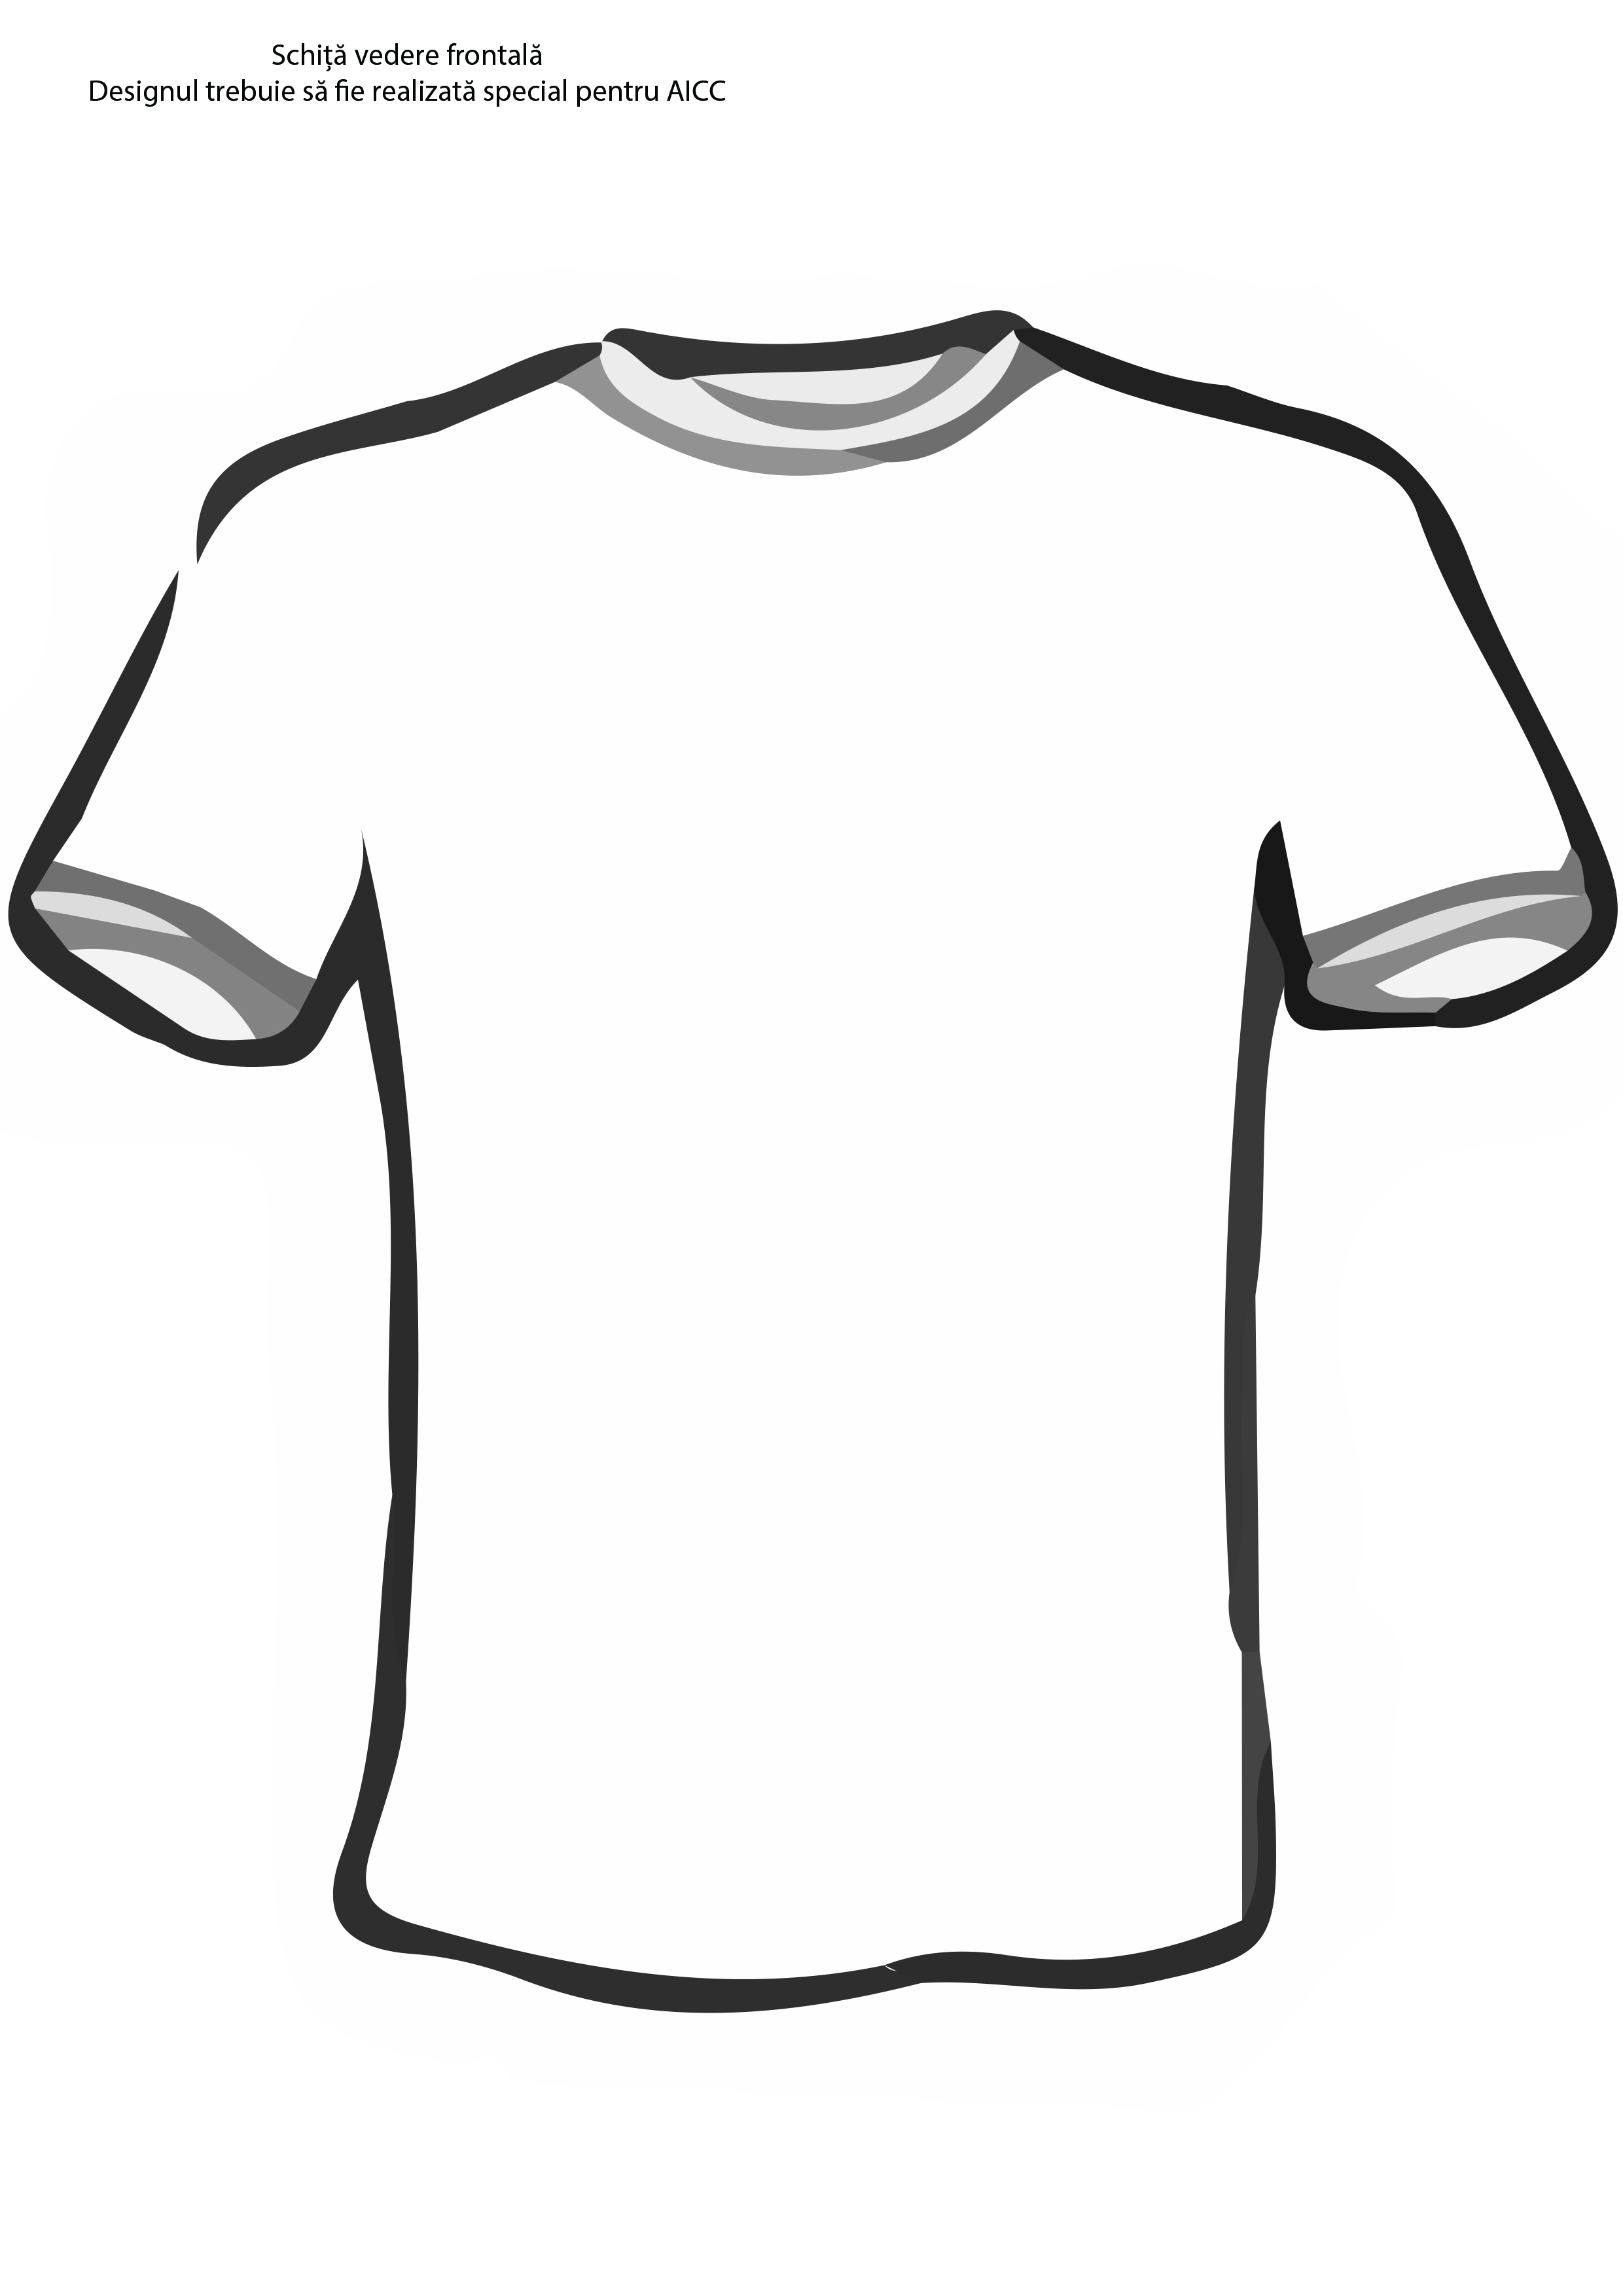 Schiță vedere frontală
Designul trebuie să fie realizată special pentru AICC